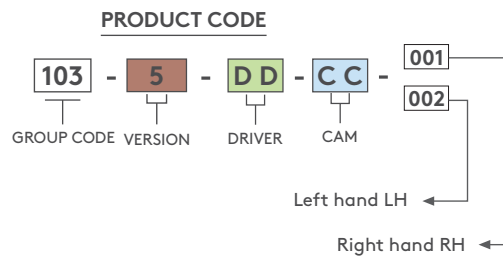 PRODUCT CODE
103 - 5 - D D - C C - 001
002
GROUP CODE VERSION DRIVER CAM
Left hand LH
Right hand RH